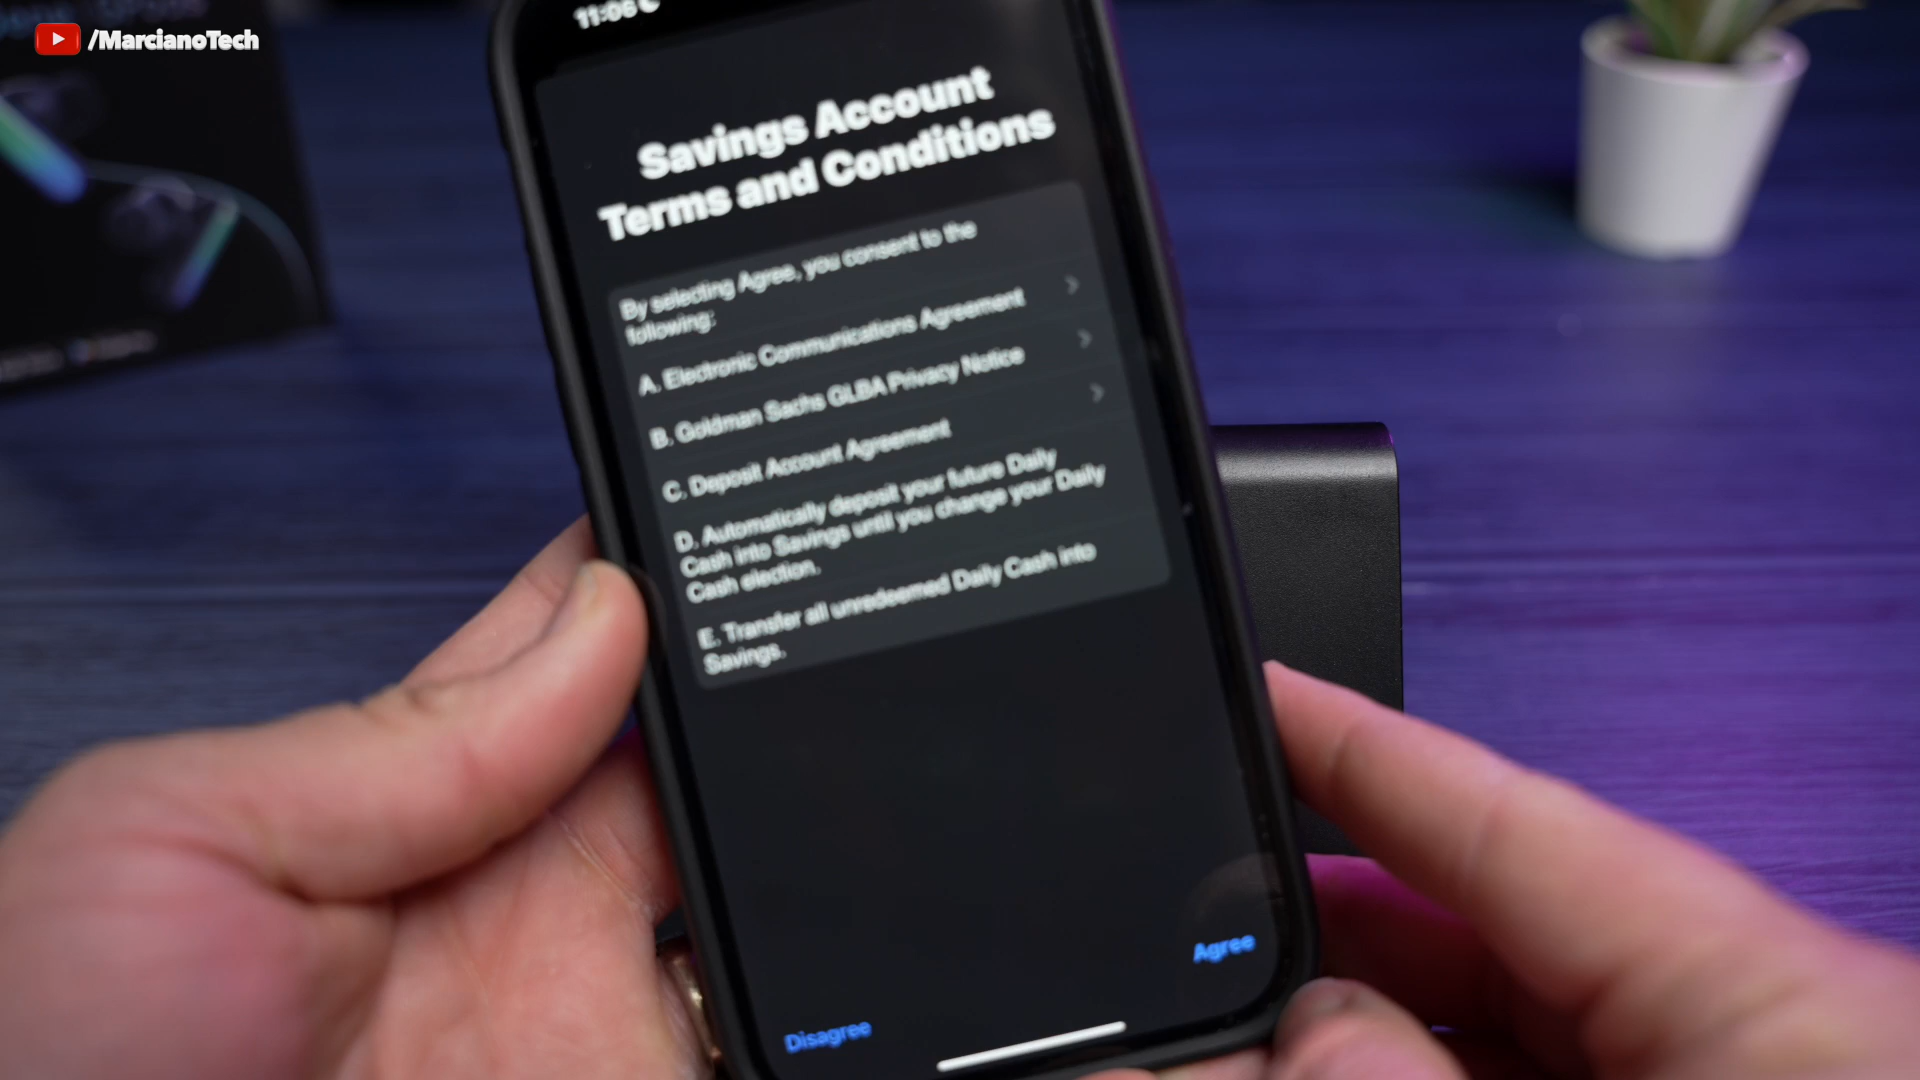 /MarcianoTech
11:06
Savings Account
Terms and Conditions
By selecting Agree, you consent to the
following:
A. Electronic Communications Agreement
B. Goldman Sachs GLBA Privacy Notice
C. Deposit Account Agreement
D. Automatically deposit your future Daily
Cash into Savings until you change your Daily
Cash election.
E. Transfer all unredeemed Daily Cash into
Savings.
Agree
Disagree